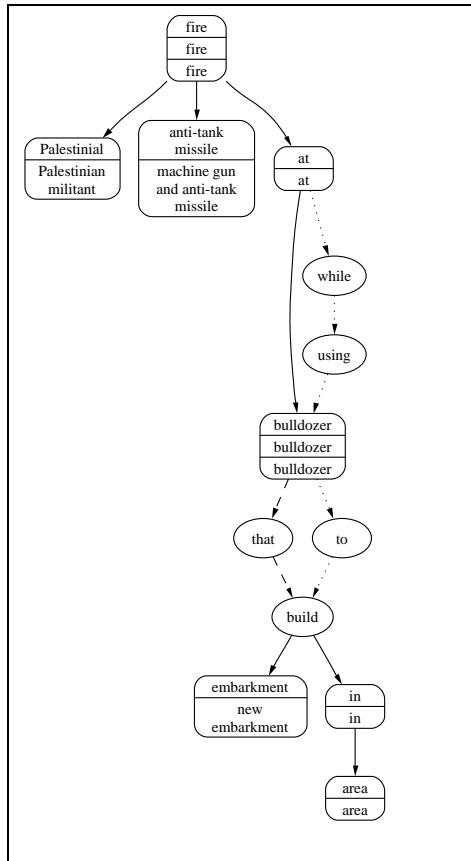 fire
fire
fire
Palestinial
Palestinian
militant
anti-tank
missile
machine gun
and anti-tank
missile
at
at
while
using
bulldozer
bulldozer
bulldozer
that
to
build
embarkment
new
embarkment
in
in
area
area